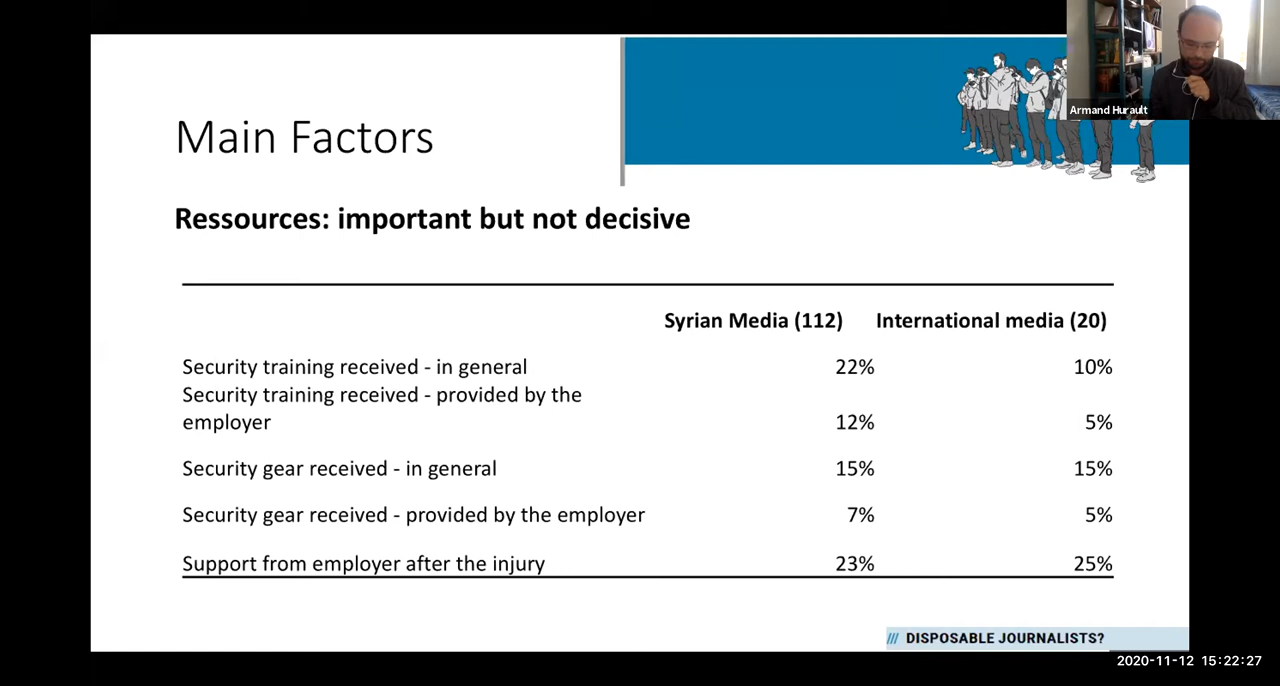 Armand Hurault
Main Factors
Ressources: important but not decisive
Syrian Media (112) International media (20)
Security training received - in general 22% 10%
Security training received - provided by the
employer 12% 5%
Security gear received - in general 15% 15%
Security gear received - provided by the employer 7% 5%
Support from employer after the injury 23% 25%
/// DISPOSABLE JOURNALISTS?
2020-11-12 15:22:27